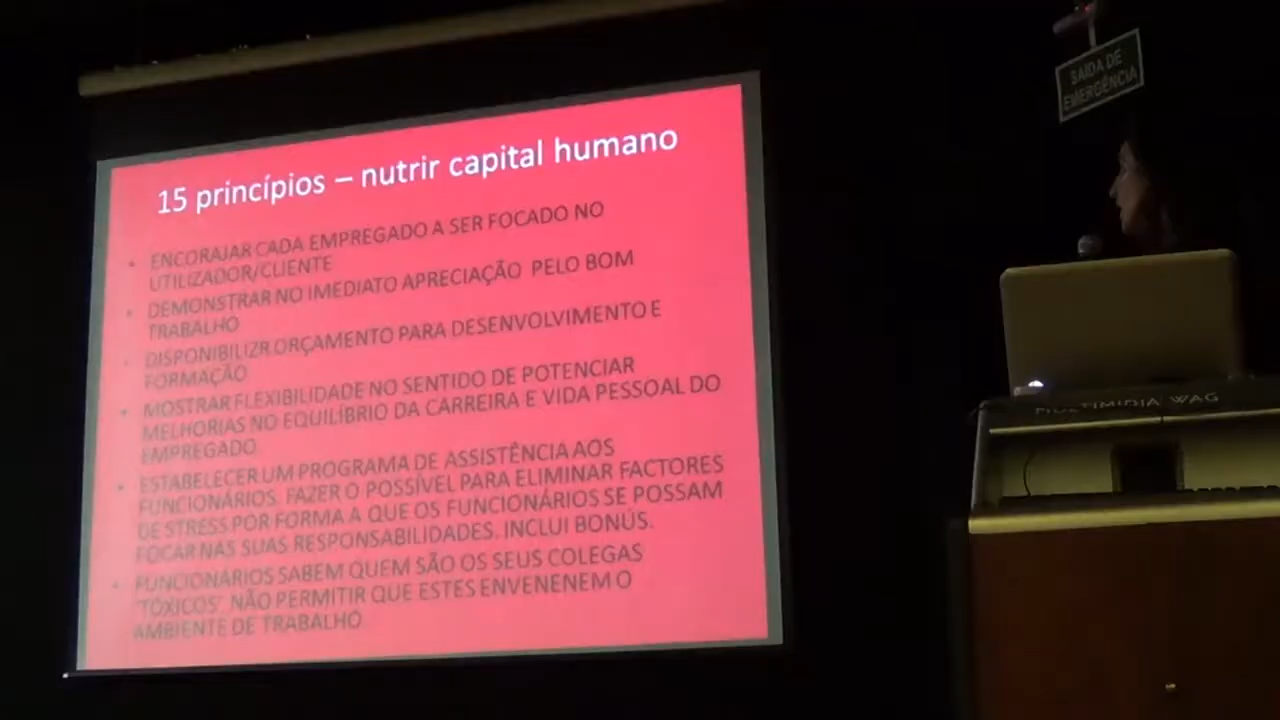 15 princípios – nutrir capital humano
• ENCORAJAR CADA EMPREGADO A SER FOCADO NO
UTILIZADOR/CLIENTE
• DEMONSTRAR NO IMEDIATO APRECIAÇÃO PELO BOM
TRABALHO
• DISPONIBILIZR ORÇAMENTO PARA DESENVOLVIMENTO E
FORMAÇÃO
• MOSTRAR FLEXIBILIDADE NO SENTIDO DE POTENCIAR
MELHORIAS NO EQUILÍBRIO DA CARREIRA E VIDA PESSOAL DO
EMPREGADO
• ESTABELECER UM PROGRAMA DE ASSISTÊNCIA AOS
FUNCIONÁRIOS. FAZER O POSSÍVEL PARA ELIMINAR FACTORES
DE STRESS POR FORMA A QUE OS FUNCIONÁRIOS SE POSSAM
FOCAR NAS SUAS RESPONSABILIDADES. INCLUI BONÚS.
• FUNCIONÁRIOS SABEM QUEM SÃO OS SEUS COLEGAS
'TÓXICOS'. NÃO PERMITIR QUE ESTES ENVENENEM O
AMBIENTE DE TRABALHO
SAÍDA DE
EMERGÊNCIA
MULTIMIDIA WAG